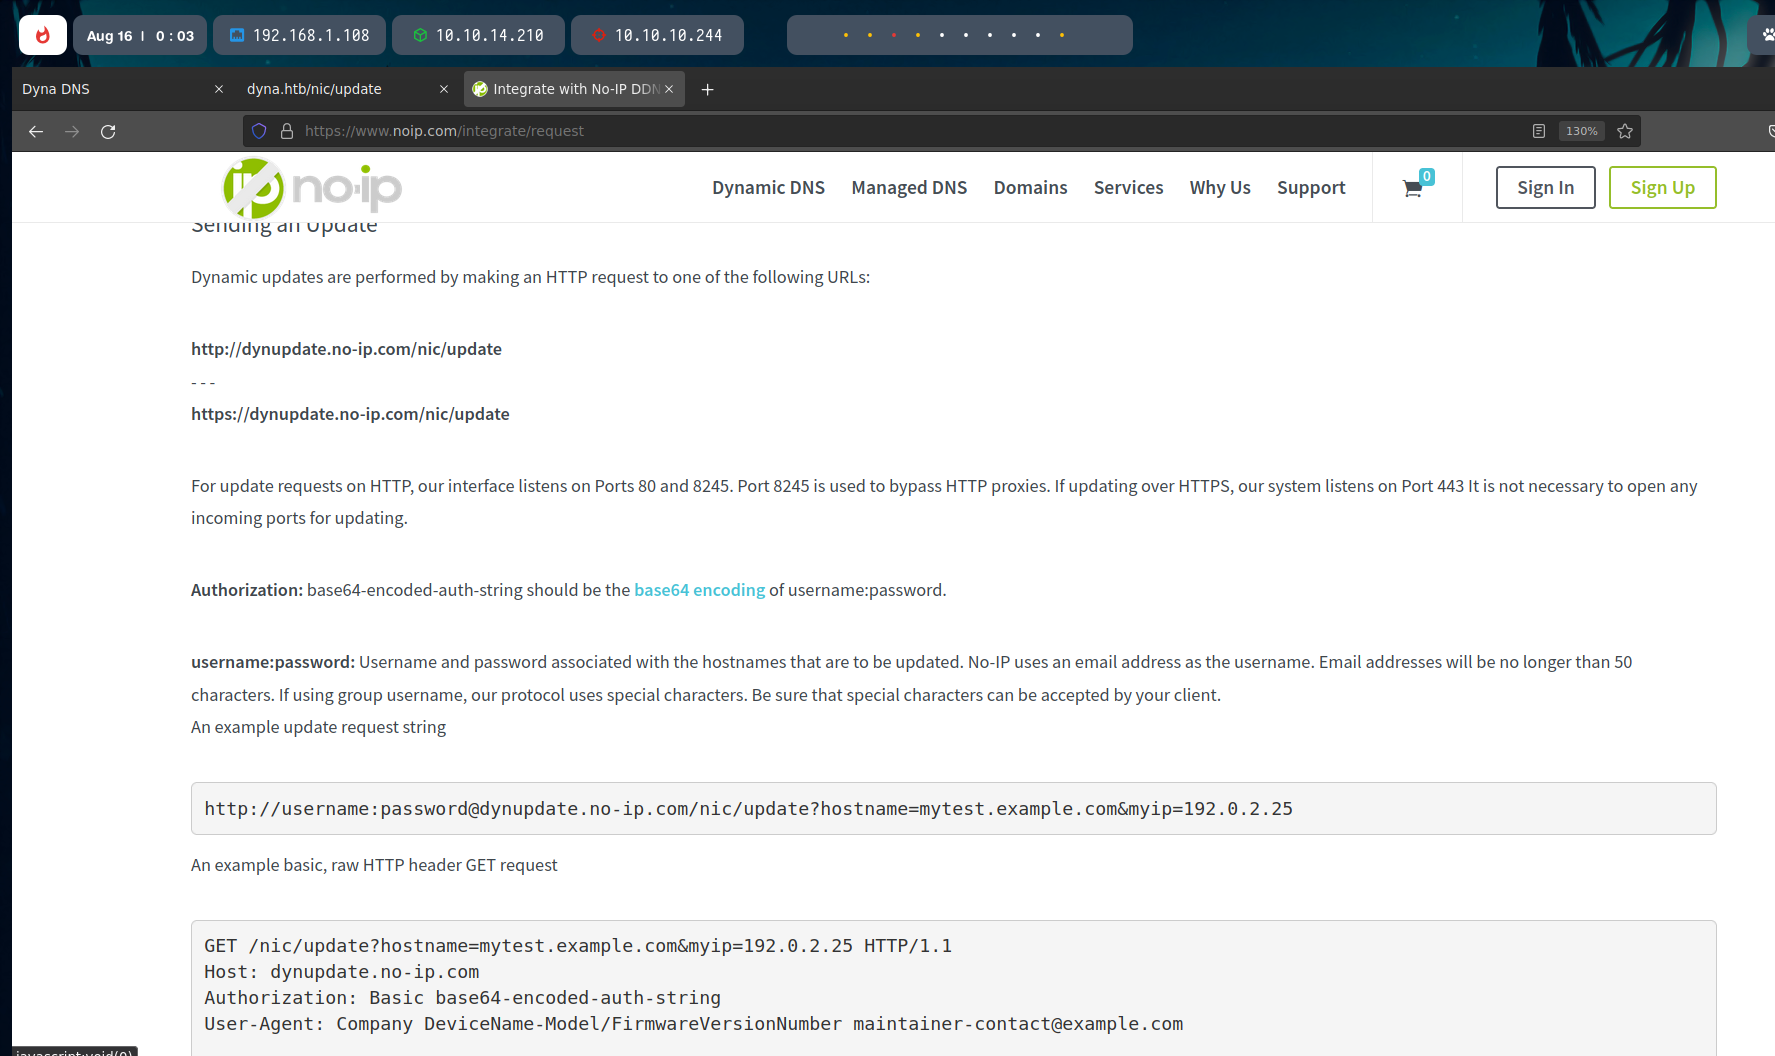 Aug 16 | 0 : 03
192.168.1.108
10.10.14.210
10.10.10.244
Dyna DNS
dyna.htb/nic/update
Integrate with No-IP DDN
https://www.noip.com/integrate/request
130%
no-ip
Dynamic DNS
Managed DNS
Domains
Services
Why Us
Support
0
Sign In
Sign Up
Sending an Update
Dynamic updates are performed by making an HTTP request to one of the following URLs:
http://dynupdate.no-ip.com/nic/update
- - -
https://dynupdate.no-ip.com/nic/update
For update requests on HTTP, our interface listens on Ports 80 and 8245. Port 8245 is used to bypass HTTP proxies. If updating over HTTPS, our system listens on Port 443 It is not necessary to open any
incoming ports for updating.
Authorization: base64-encoded-auth-string should be the base64 encoding of username:password.
username:password: Username and password associated with the hostnames that are to be updated. No-IP uses an email address as the username. Email addresses will be no longer than 50
characters. If using group username, our protocol uses special characters. Be sure that special characters can be accepted by your client.
An example update request string
http://username:password@dynupdate.no-ip.com/nic/update?hostname=mytest.example.com&myip=192.0.2.25
An example basic, raw HTTP header GET request
GET /nic/update?hostname=mytest.example.com&myip=192.0.2.25 HTTP/1.1
Host: dynupdate.no-ip.com
Authorization: Basic base64-encoded-auth-string
User-Agent: Company DeviceName-Model/FirmwareVersionNumber maintainer-contact@example.com
javascript:void(0)